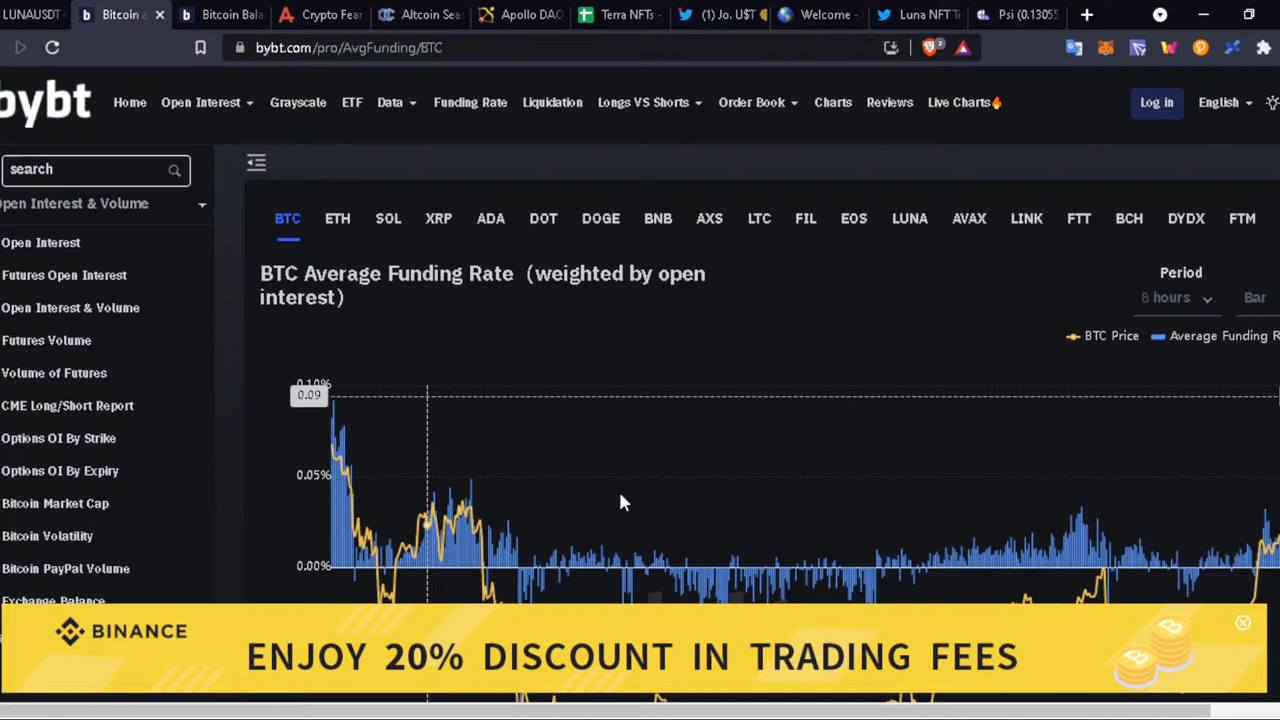 LUNAUSDT
Bitcoin a
Bitcoin Bala
Crypto Fear
Altcoin Seas
Apollo DAO
Terra NFTs -
(1) Jo. U$T
Welcome -
Luna NFT Tr
Psi (0.13055
bybt.com/pro/AvgFunding/BTC
bybt
Home
Open Interest
Grayscale
ETF
Data
Funding Rate
Liquidation
Longs VS Shorts
Order Book
Charts
Reviews
Live Charts🔥
Log in
English
search
Open Interest & Volume
Open Interest
Futures Open Interest
Open Interest & Volume
Futures Volume
Volume of Futures
CME Long/Short Report
Options OI By Strike
Options OI By Expiry
Bitcoin Market Cap
Bitcoin Volatility
Bitcoin PayPal Volume
Exchange Balance
BTC ETH SOL XRP ADA DOT DOGE BNB AXS LTC FIL EOS LUNA AVAX LINK FTT BCH DYDX FTM
BTC Average Funding Rate (weighted by open
interest)
Period
8 hours
Bar
BTC Price
Average Funding R
0.10%
0.09
0.05%
0.00%
BINANCE
ENJOY 20% DISCOUNT IN TRADING FEES